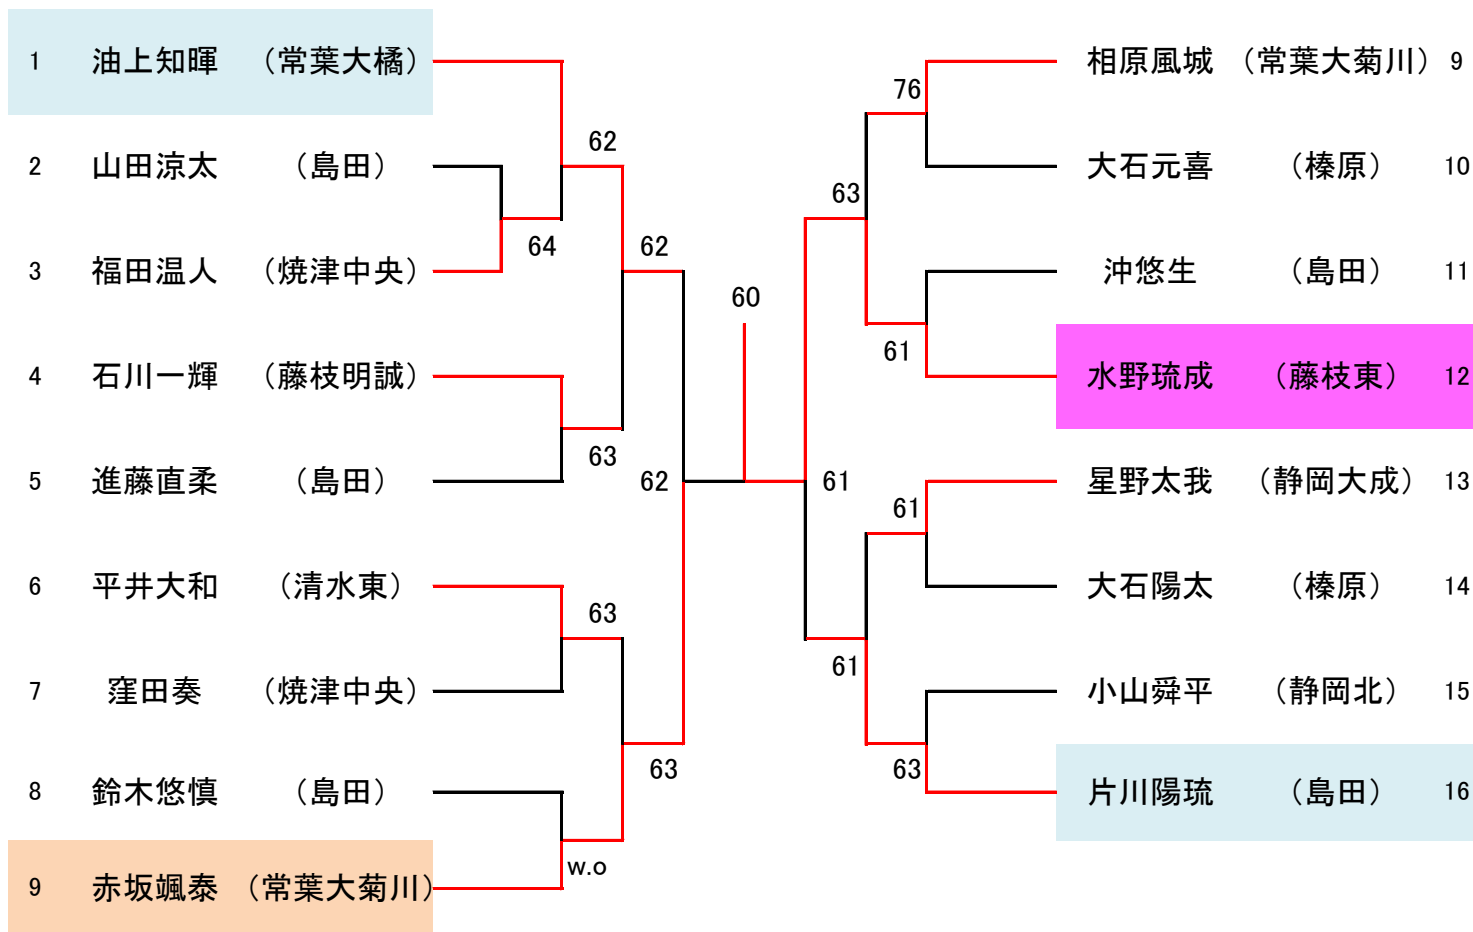 1 油上知暉 （常葉大橘）
2 山田涼太 （島田）
3 福田温人 （焼津中央）
4 石川一輝 （藤枝明誠）
5 進藤直柔 （島田）
6 平井大和 （清水東）
7 窪田奏 （焼津中央）
8 鈴木悠慎 （島田）
9 赤坂颯泰 （常葉大菊川）
62
64
62
63
62
63
63
w.o
60
76
63
61
61
61
61
63
相原風城 （常葉大菊川） 9
大石元喜 （榛原） 10
沖悠生 （島田） 11
水野琉成 （藤枝東） 12
星野太我 （静岡大成） 13
大石陽太 （榛原） 14
小山舜平 （静岡北） 15
片川陽琉 （島田） 16